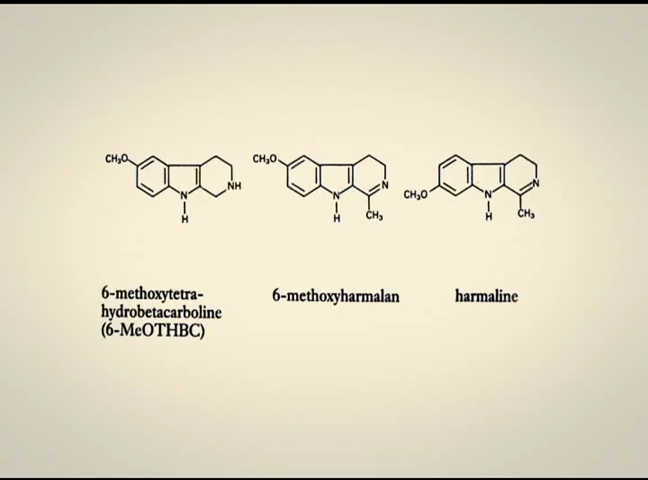 CH₃O NH N H
CH₃O N N H CH₃
CH₃O N N H CH₃
6-methoxytetra-
hydrobetacarboline
(6-MeOTHBC)
6-methoxyharmalan
harmaline